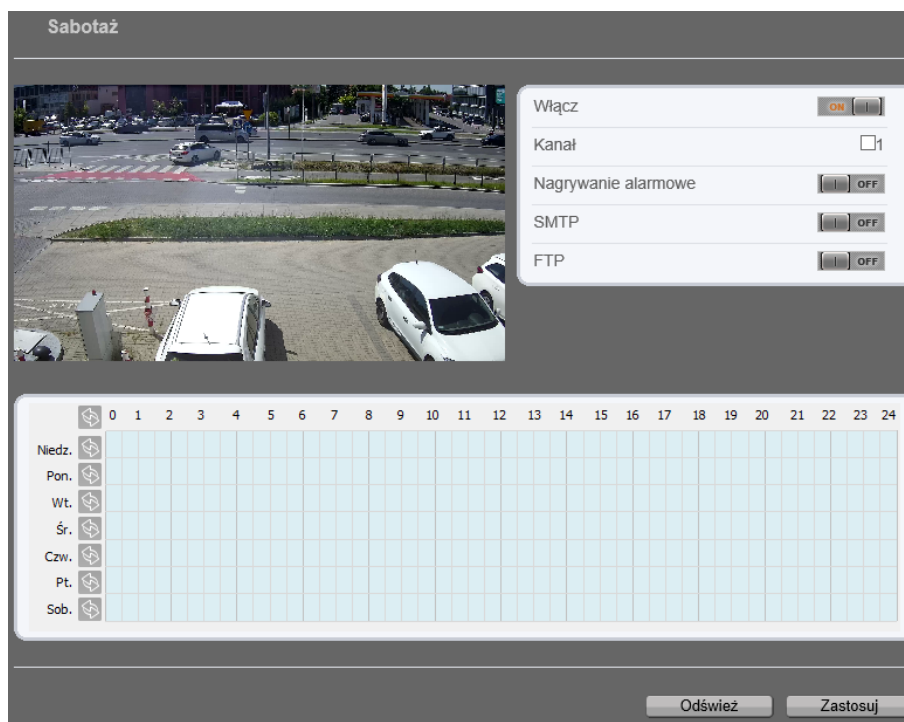 Sabotaż
Włącz ON
Kanał 1
Nagrywanie alarmowe OFF
SMTP OFF
FTP OFF
0 1 2 3 4 5 6 7 8 9 10 11 12 13 14 15 16 17 18 19 20 21 22 23 24
Niedz.
Pon.
Wt.
Śr.
Czw.
Pt.
Sob.
Odśwież Zastosuj